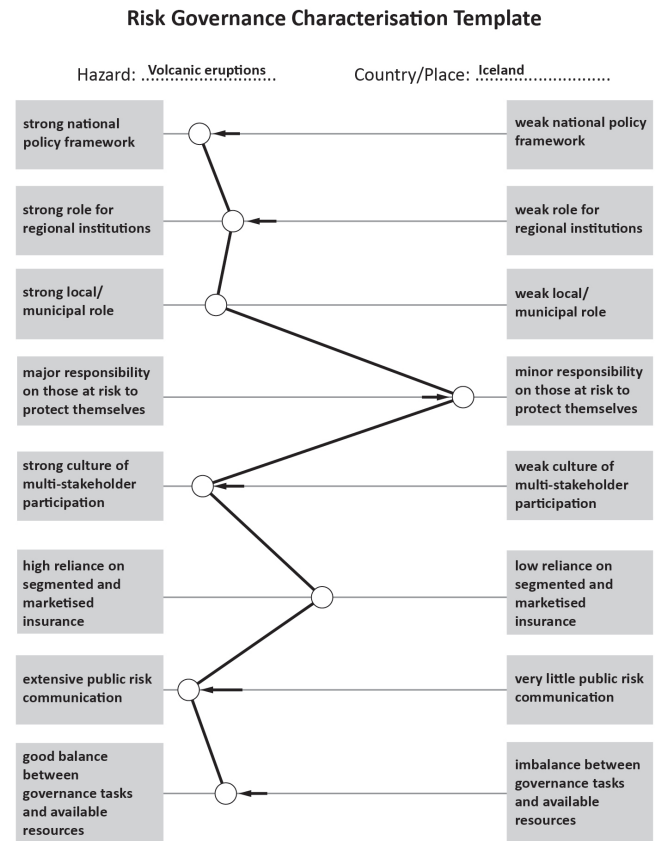 Risk Governance Characterisation Template
Hazard: Volcanic eruptions
Country/Place: Iceland
strong national
policy framework
weak national policy
framework
strong role for
regional institutions
weak role for
regional institutions
strong local/
municipal role
weak local/
municipal role
major responsibility
on those at risk to
protect themselves
minor responsibility
on those at risk to
protect themselves
strong culture of
multi-stakeholder
participation
weak culture of
multi-stakeholder
participation
high reliance on
segmented and
marketised
insurance
low reliance on
segmented and
marketised
insurance
extensive public risk
communication
very little public risk
communication
good balance
between
governance tasks
and available
resources
imbalance between
governance tasks
and available
resources